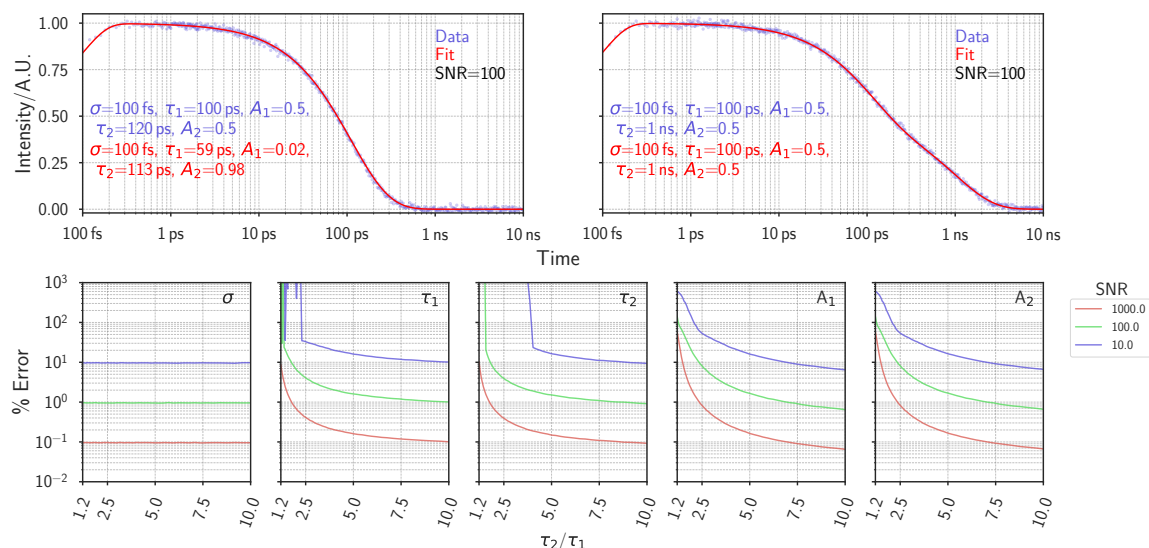 1.00
0.75
0.50
0.25
0.00
Intensity/A.U.
Data
Fit
SNR=100
σ=100 fs, τ1=100 ps, A1=0.5,
τ2=120 ps, A2=0.5
σ=100 fs, τ1=59 ps, A1=0.02,
τ2=113 ps, A2=0.98
100 fs 1 ps 10 ps 100 ps 1 ns 10 ns
Data
Fit
SNR=100
σ=100 fs, τ1=100 ps, A1=0.5,
τ2=1 ns, A2=0.5
σ=100 fs, τ1=100 ps, A1=0.5,
τ2=1 ns, A2=0.5
100 fs 1 ps 10 ps 100 ps 1 ns 10 ns
Time
10³
10²
10¹
10⁰
10⁻¹
10⁻²
% Error
σ
τ1
τ2
A1
A2
SNR
1000.0
100.0
10.0
1.2 2.5 5.0 7.5 10.0
1.2 2.5 5.0 7.5 10.0
1.2 2.5 5.0 7.5 10.0
1.2 2.5 5.0 7.5 10.0
1.2 2.5 5.0 7.5 10.0
τ2/τ1